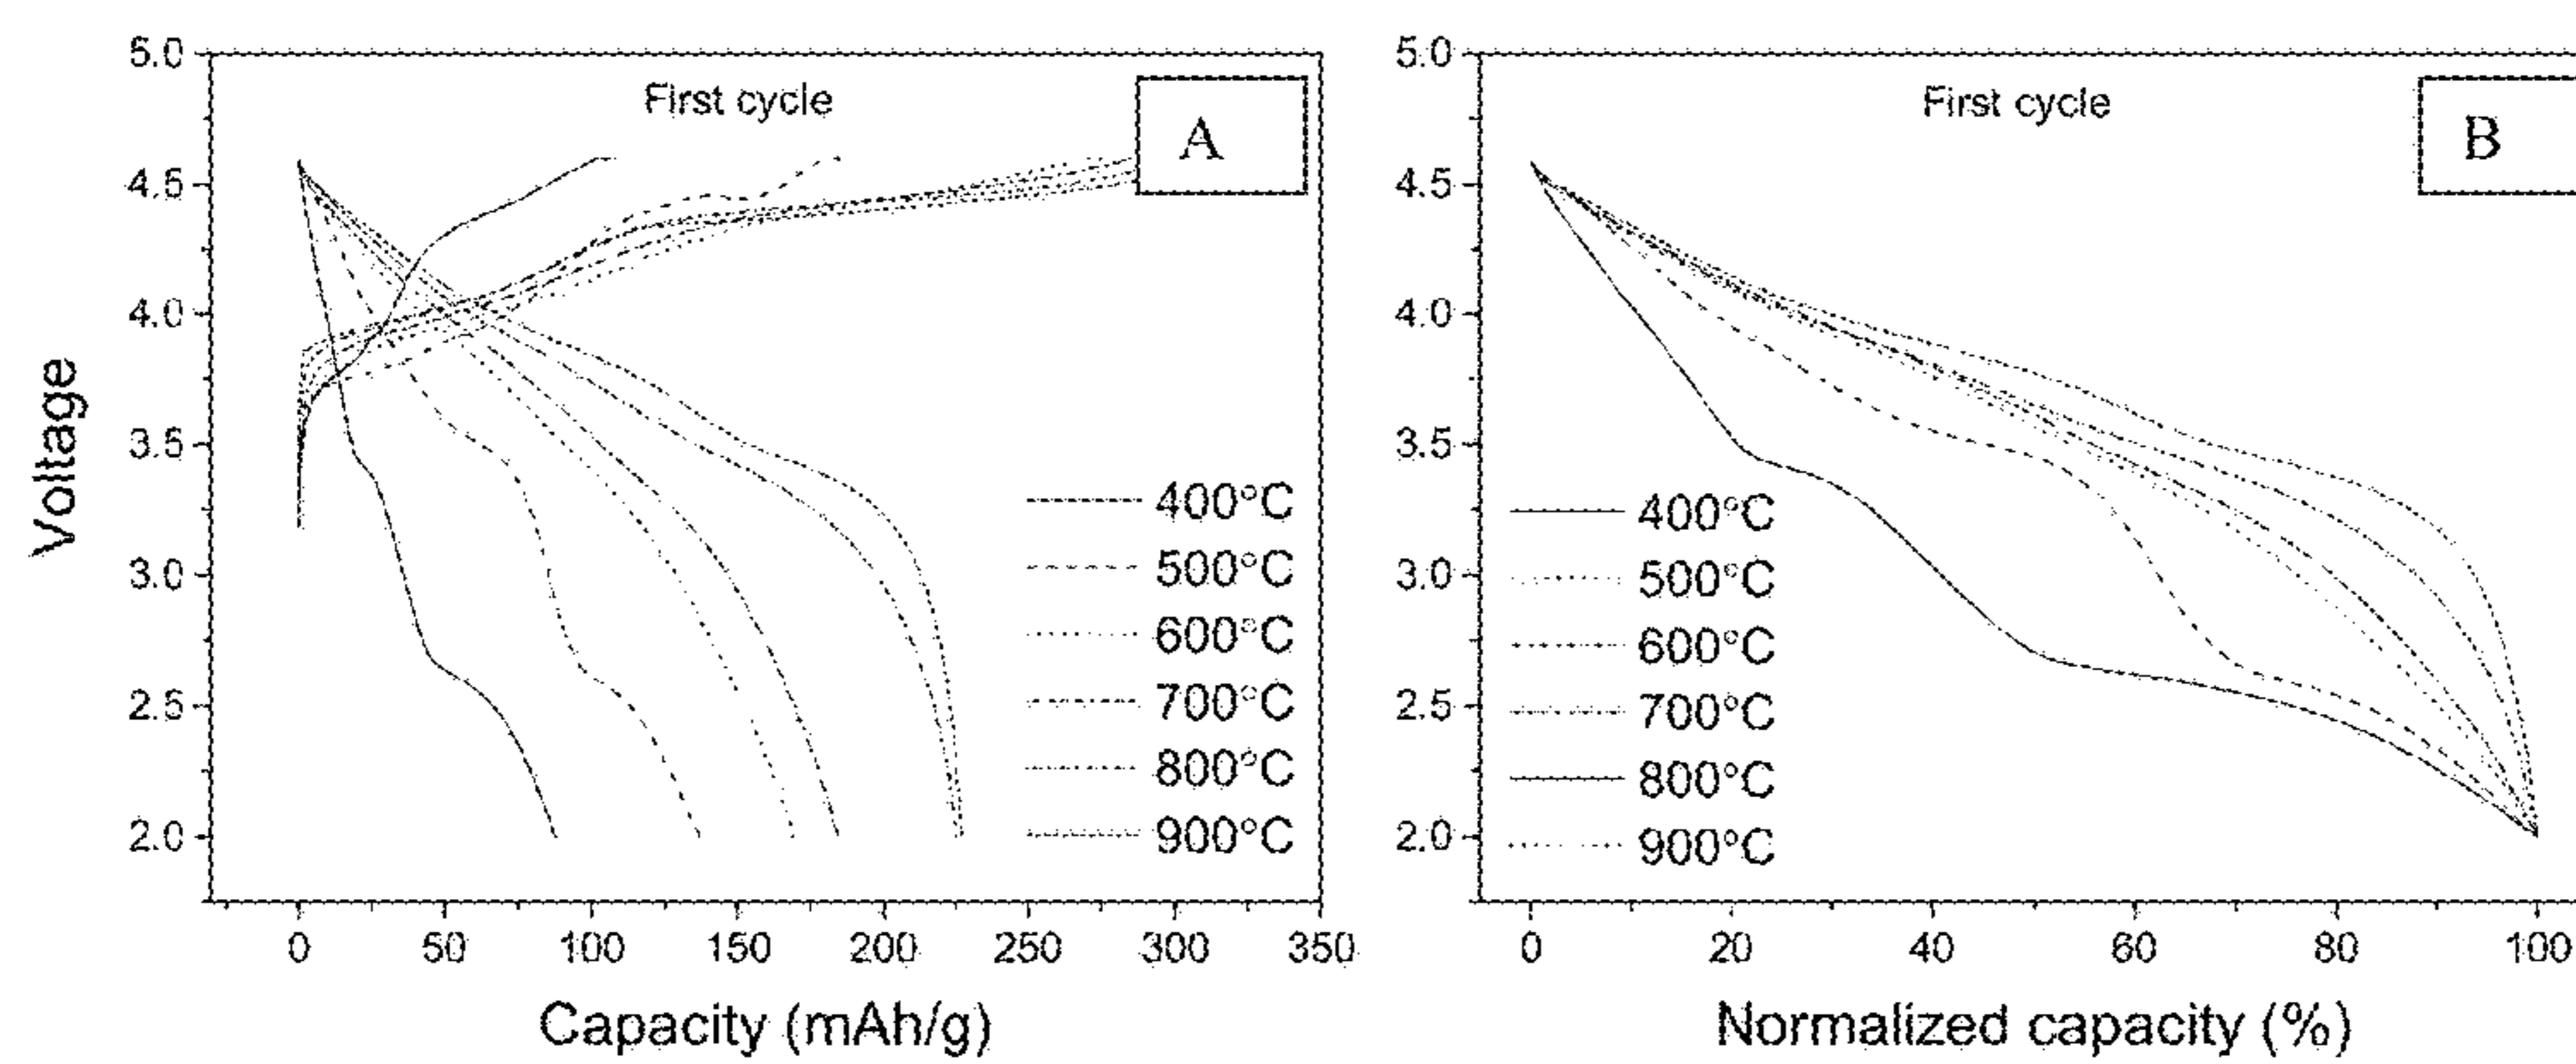 First cycle
A
5.0
4.5
4.0
3.5
3.0
2.5
2.0
Voltage
400°C
500°C
600°C
700°C
800°C
900°C
0 50 100 150 200 250 300 350
Capacity (mAh/g)
First cycle
B
5.0
4.5
4.0
3.5
3.0
2.5
2.0
400°C
500°C
600°C
700°C
800°C
900°C
0 20 40 60 80 100
Normalized capacity (%)